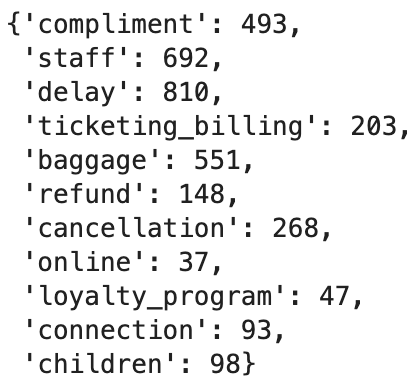 {'compliment': 493,
 'staff': 692,
 'delay': 810,
 'ticketing_billing': 203,
 'baggage': 551,
 'refund': 148,
 'cancellation': 268,
 'online': 37,
 'loyalty_program': 47,
 'connection': 93,
 'children': 98}